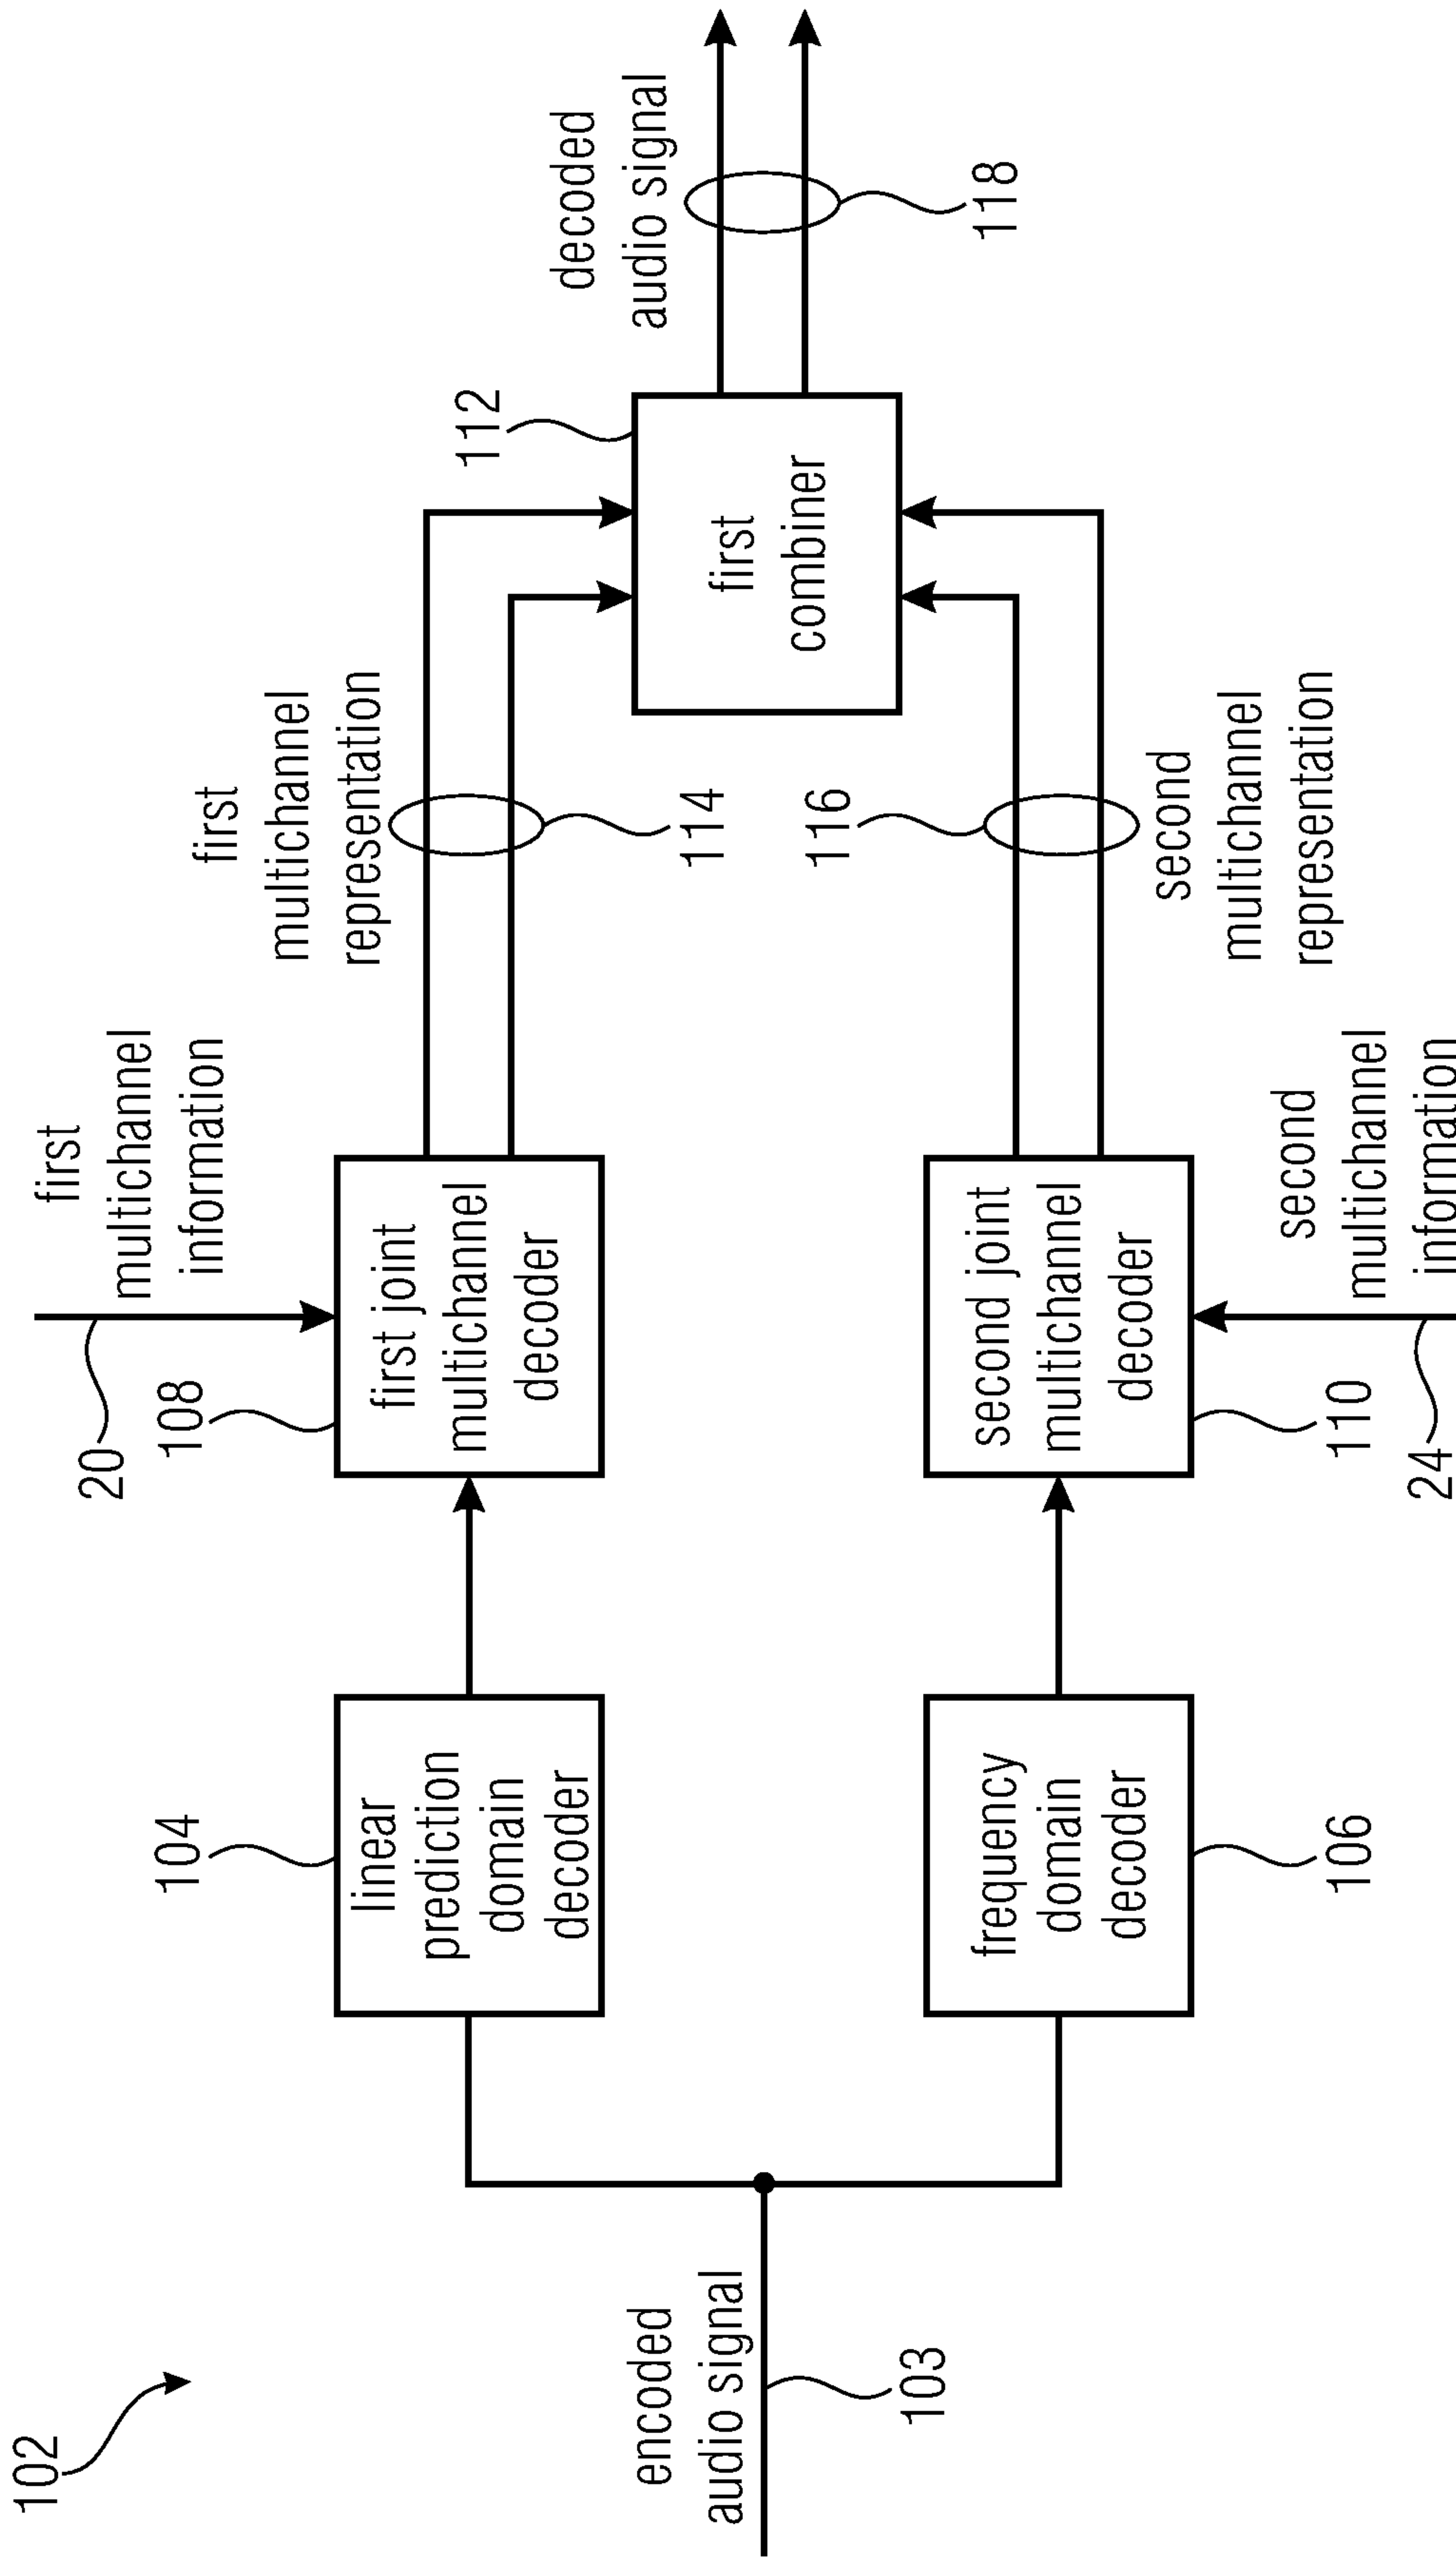 102
encoded
audio signal
103
104
linear
prediction
domain
decoder
frequency
domain
decoder
106
20
first
multichannel
information
108
first joint
multichannel
decoder
second joint
multichannel
decoder
110
24
second
multichannel
information
first
multichannel
representation
114
116
second
multichannel
representation
112
first
combiner
decoded
audio signal
118